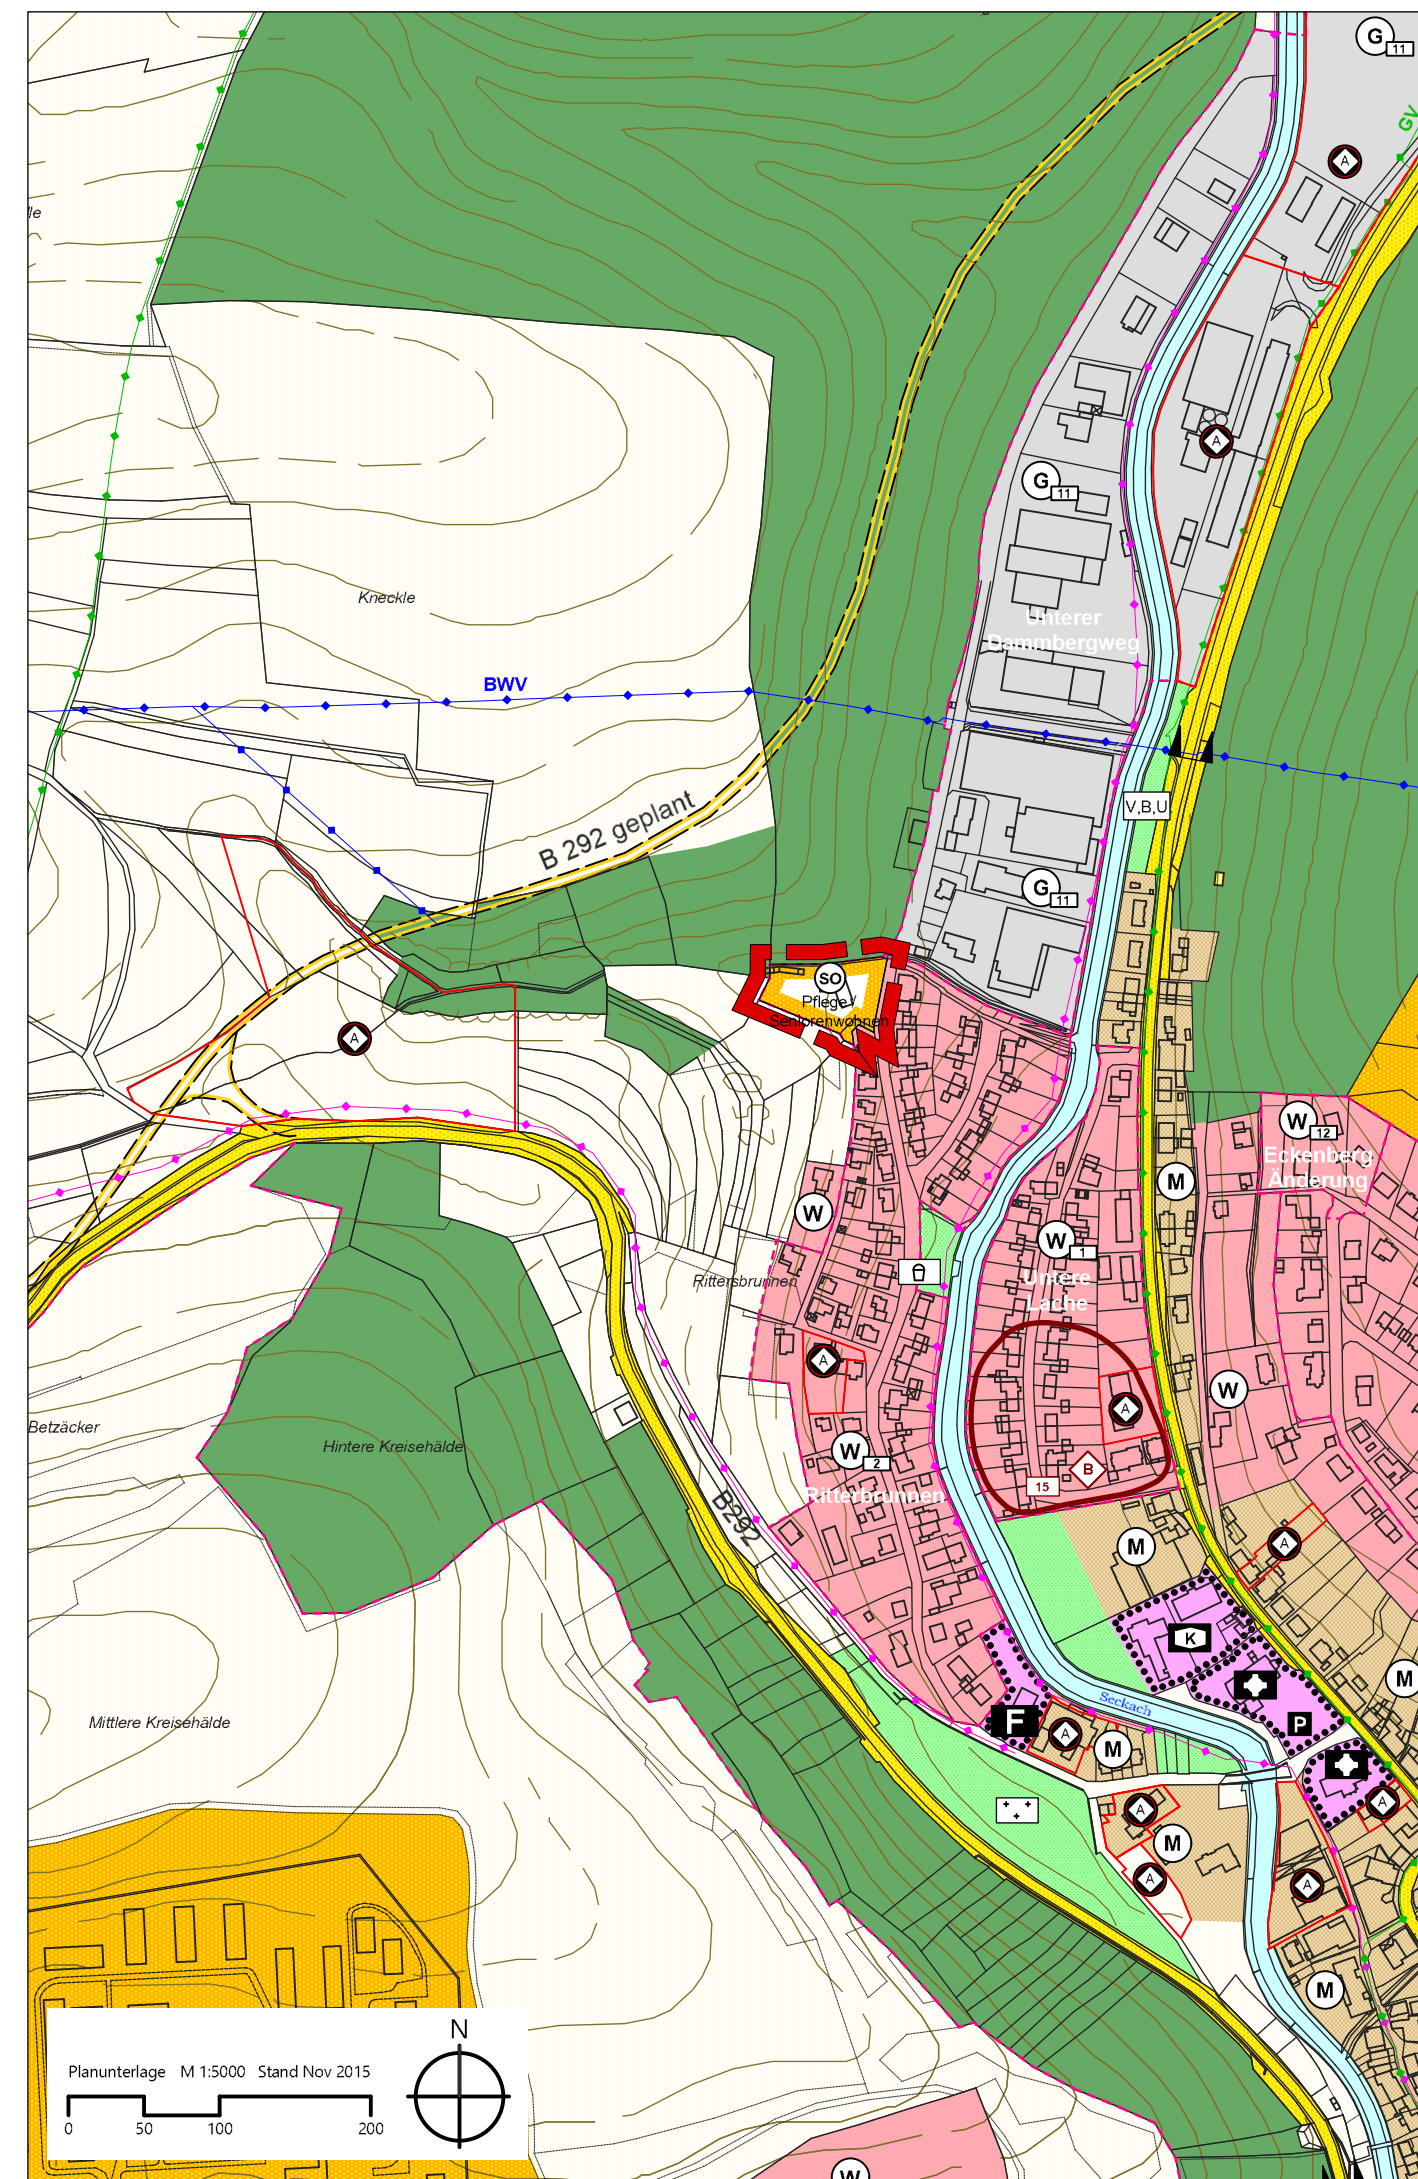 G
11
GV
A
A
G
11
Kneckle
Unterer
Dammbergweg
BWV
V,B,U
B 292 geplant
G
11
SO
Pflege /
Seniorenwohnen
A
W
12
Eckenberg
Änderung
M
W
W
1
Untere
Lache
Rittersbrunnen
A
W
A
Betzäcker
Hintere Kreisehälde
W
2
B
15
Ritterbrunnen
B292
M
A
K
M
Mittlere Kreisehälde
Seckach
F
A
M
P
A
M
A
A
A
M
N
Planunterlage M 1:5000 Stand Nov 2015
0 50 100 200
W